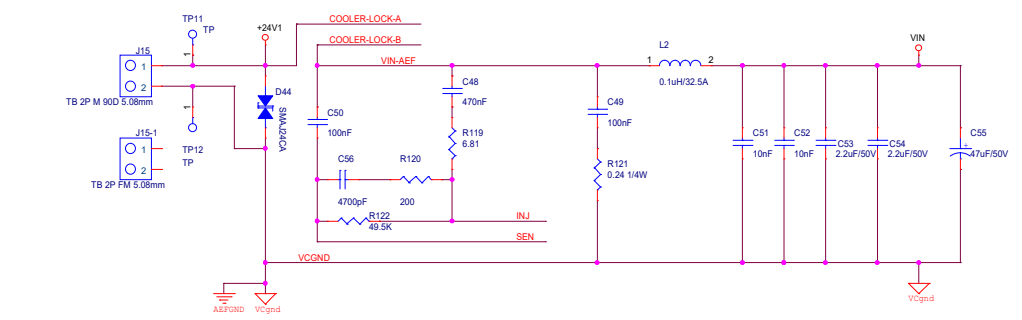 TP11
TP
1
+24V1
COOLER-LOCK-A
COOLER-LOCK-B
VIN-AEF
J15
1
2
TB 2P M 90D 5.08mm
1
TP12
TP
J15-1
1
2
TB 2P FM 5.08mm
D44
SMAJ24CA
C50
100nF
C48
470nF
R119
6.81
C56
4700pF
R120
200
R122
49.5K
INJ
SEN
VCGND
C49
100nF
R121
0.24 1/4W
L2
1
2
0.1uH/32.5A
VIN
C51
10nF
C52
10nF
C53
2.2uF/50V
C54
2.2uF/50V
C55
+
47uF/50V
AEFGND
VCgnd
VCgnd